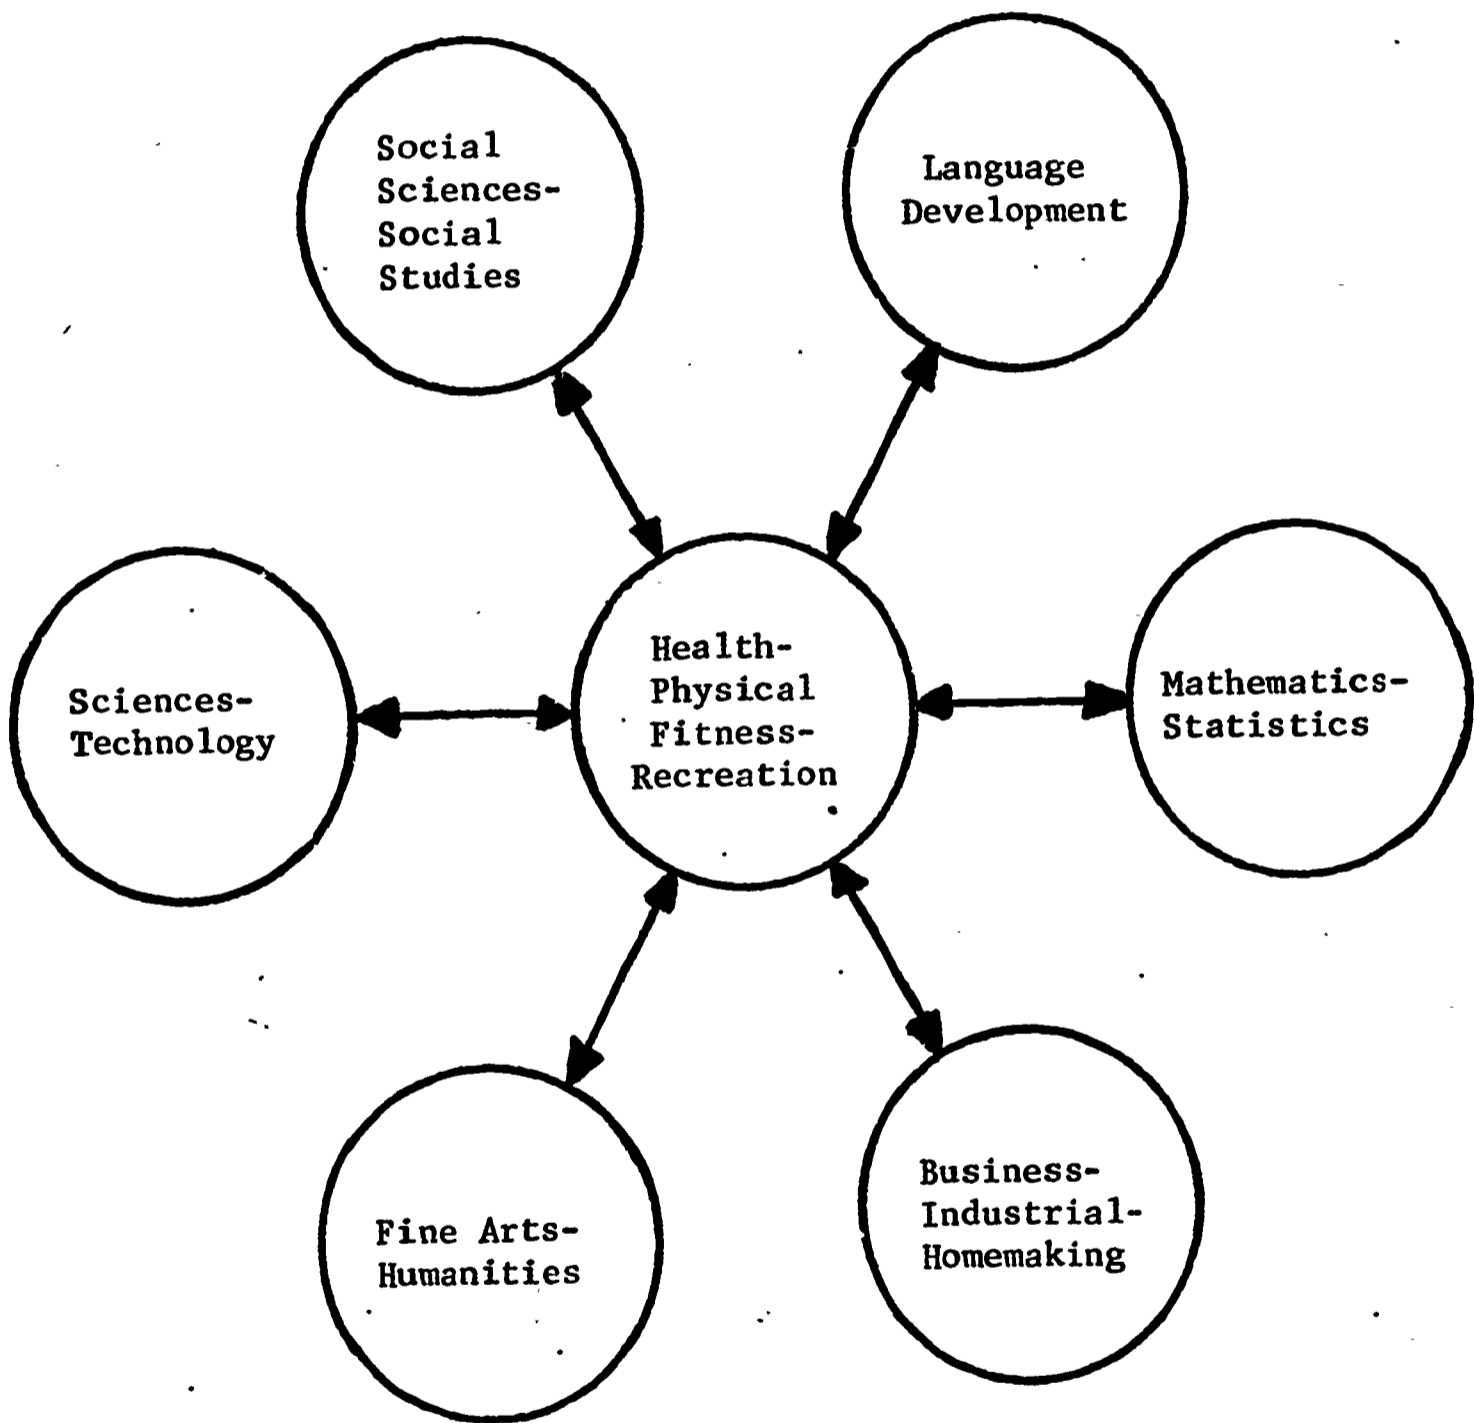 Social
Sciences-
Social
Studies
Language
Development
Sciences-
Technology
Health-
Physical
Fitness-
Recreation
Mathematics-
Statistics
Fine Arts-
Humanities
Business-
Industrial-
Homemaking